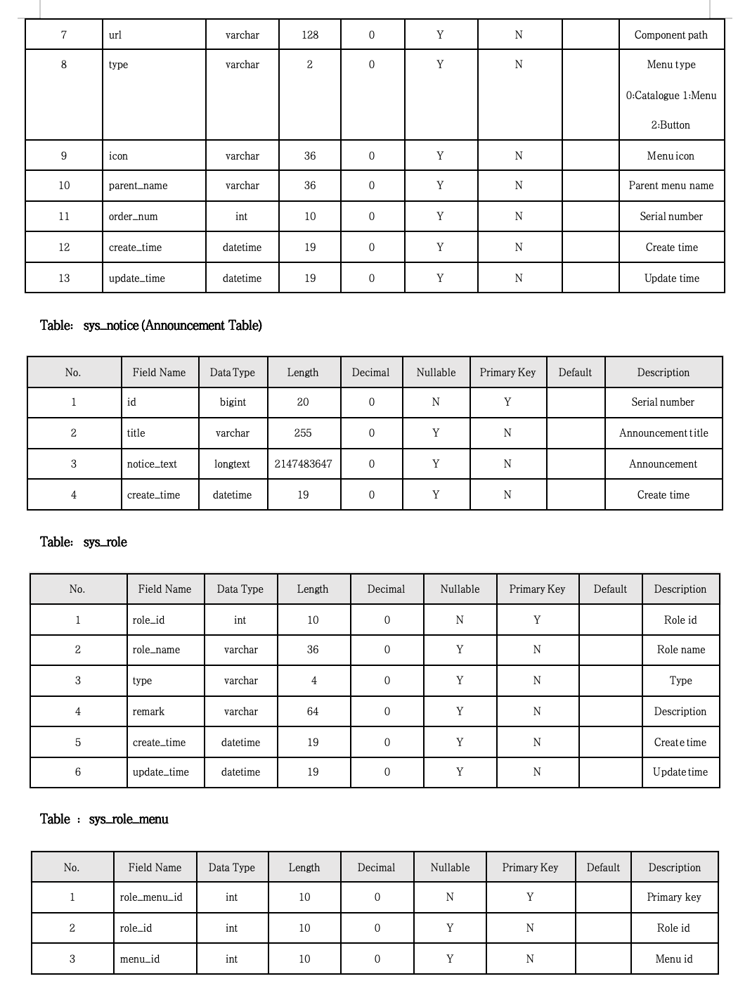 7 url varchar 128 0 Y N Component path
8 type varchar 2 0 Y N Menu type
0:Catalogue 1:Menu
2:Button
9 icon varchar 36 0 Y N Menu icon
10 parent_name varchar 36 0 Y N Parent menu name
11 order_num int 10 0 Y N Serial number
12 create_time datetime 19 0 Y N Create time
13 update_time datetime 19 0 Y N Update time
Table: sys_notice (Announcement Table)
No. Field Name Data Type Length Decimal Nullable Primary Key Default Description
1 id bigint 20 0 N Y Serial number
2 title varchar 255 0 Y N Announcement title
3 notice_text longtext 2147483647 0 Y N Announcement
4 create_time datetime 19 0 Y N Create time
Table: sys_role
No. Field Name Data Type Length Decimal Nullable Primary Key Default Description
1 role_id int 10 0 N Y Role id
2 role_name varchar 36 0 Y N Role name
3 type varchar 4 0 Y N Type
4 remark varchar 64 0 Y N Description
5 create_time datetime 19 0 Y N Create time
6 update_time datetime 19 0 Y N Update time
Table : sys_role_menu
No. Field Name Data Type Length Decimal Nullable Primary Key Default Description
1 role_menu_id int 10 0 N Y Primary key
2 role_id int 10 0 Y N Role id
3 menu_id int 10 0 Y N Menu id